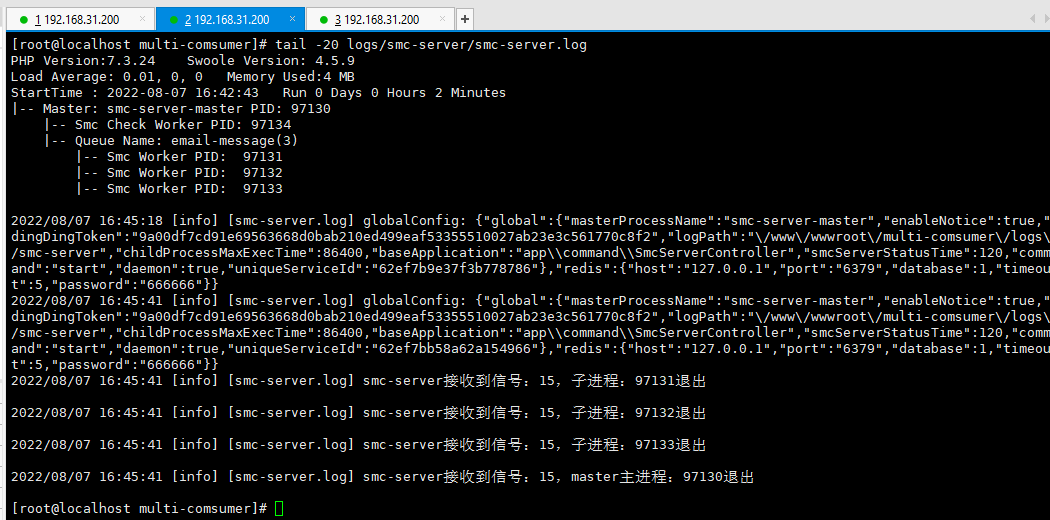 1 192.168.31.200 × 2 192.168.31.200 × 3 192.168.31.200 × +
[root@localhost multi-comsumer]# tail -20 logs/smc-server/smc-server.log
PHP Version:7.3.24    Swoole Version: 4.5.9
Load Average: 0.01, 0, 0   Memory Used:4 MB
StartTime : 2022-08-07 16:42:43   Run 0 Days 0 Hours 2 Minutes
|-- Master: smc-server-master PID: 97130
    |-- Smc Check Worker PID: 97134
    |-- Queue Name: email-message(3)
        |-- Smc Worker PID:  97131
        |-- Smc Worker PID:  97132
        |-- Smc Worker PID:  97133
2022/08/07 16:45:18 [info] [smc-server.log] globalConfig: {"global":{"masterProcessName":"smc-server-master","enableNotice":true,"
dingDingToken":"9a00df7cd91e69563668d0bab210ed499eaf53355510027ab23e3c561770c8f2","logPath":"\/www\/wwwroot\/multi-comsumer\/logs\
/smc-server","childProcessMaxExecTime":86400,"baseApplication":"app\\command\\SmcServerController","smcServerStatusTime":120,"comm
and":"start","daemon":true,"uniqueServiceId":"62ef7b9e37f3b778786"},"redis":{"host":"127.0.0.1","port":"6379","database":1,"timeou
t":5,"password":"666666"}}
2022/08/07 16:45:41 [info] [smc-server.log] globalConfig: {"global":{"masterProcessName":"smc-server-master","enableNotice":true,"
dingDingToken":"9a00df7cd91e69563668d0bab210ed499eaf53355510027ab23e3c561770c8f2","logPath":"\/www\/wwwroot\/multi-comsumer\/logs\
/smc-server","childProcessMaxExecTime":86400,"baseApplication":"app\\command\\SmcServerController","smcServerStatusTime":120,"comm
and":"start","daemon":true,"uniqueServiceId":"62ef7bb58a62a154966"},"redis":{"host":"127.0.0.1","port":"6379","database":1,"timeou
t":5,"password":"666666"}}
2022/08/07 16:45:41 [info] [smc-server.log] smc-server接收到信号：15，子进程：97131退出
2022/08/07 16:45:41 [info] [smc-server.log] smc-server接收到信号：15，子进程：97132退出
2022/08/07 16:45:41 [info] [smc-server.log] smc-server接收到信号：15，子进程：97133退出
2022/08/07 16:45:41 [info] [smc-server.log] smc-server接收到信号：15，master主进程：97130退出
[root@localhost multi-comsumer]#